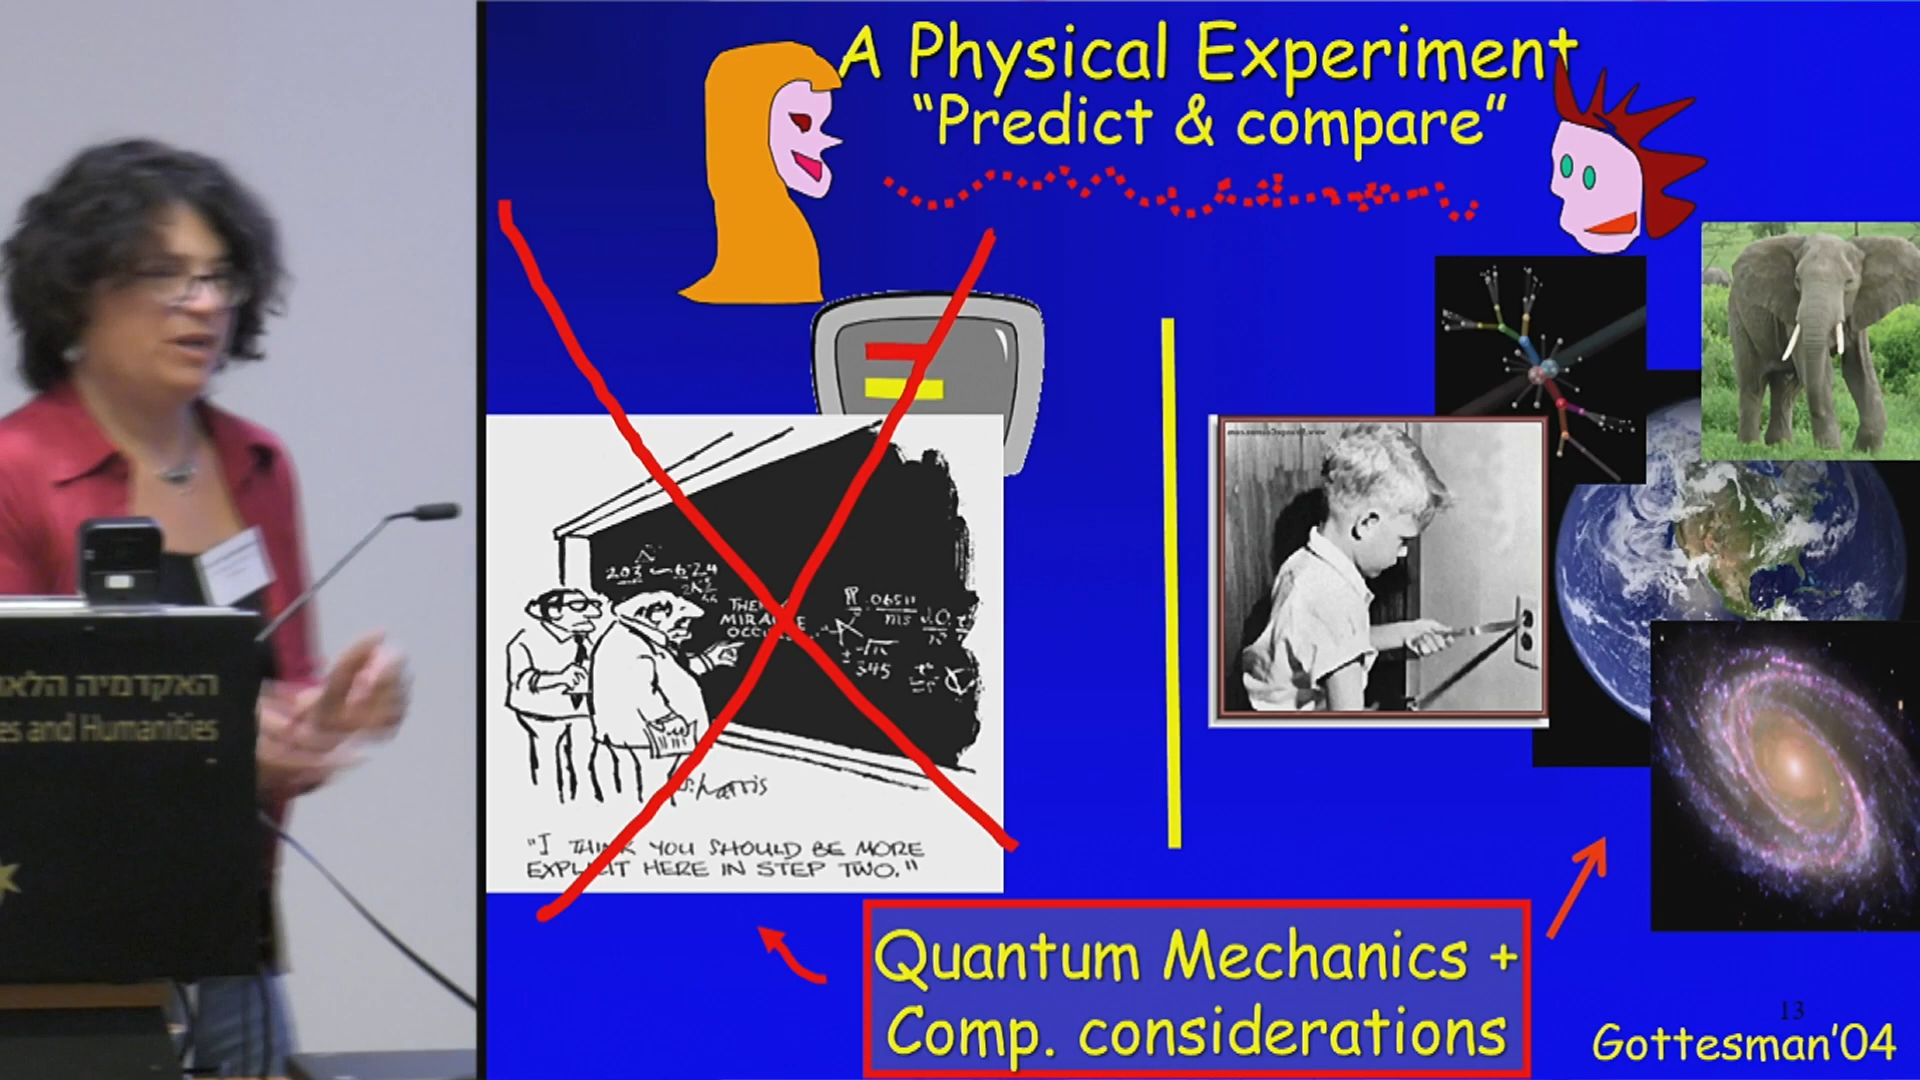 A Physical Experiment
“Predict & compare”
האקדמיה הלאו
es and Humanities
"I THINK YOU SHOULD BE MORE
EXPLICIT HERE IN STEP TWO."
Quantum Mechanics +
Comp. considerations
13
Gottesman’04